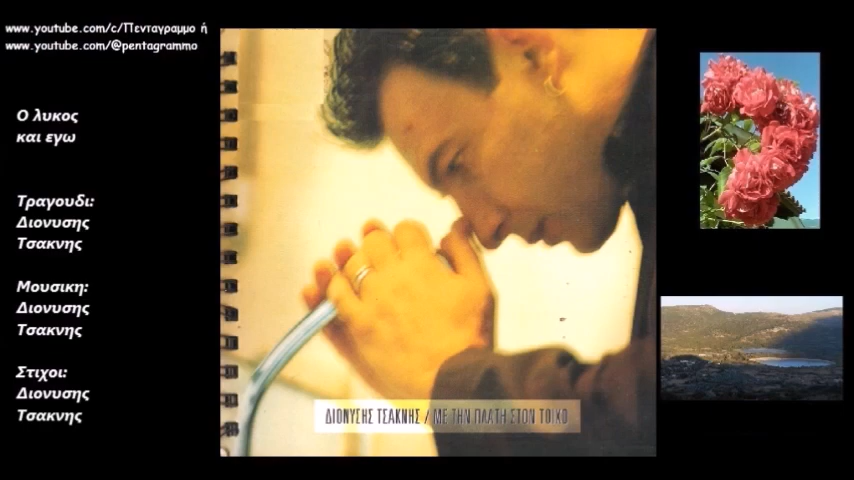 www.youtube.com/c/Πενταγραμμο ή
www.youtube.com/@pentagrammo
Ο λυκος
και εγω
Τραγουδι:
Διονυσης
Τσακνης
Μουσικη:
Διονυσης
Τσακνης
Στιχοι:
Διονυσης
Τσακνης
ΔΙΟΝΥΣΗΣ ΤΣΑΚΝΗΣ / ΜΕ ΤΗΝ ΠΛΑΤΗ ΣΤΟΝ ΤΟΙΧΟ